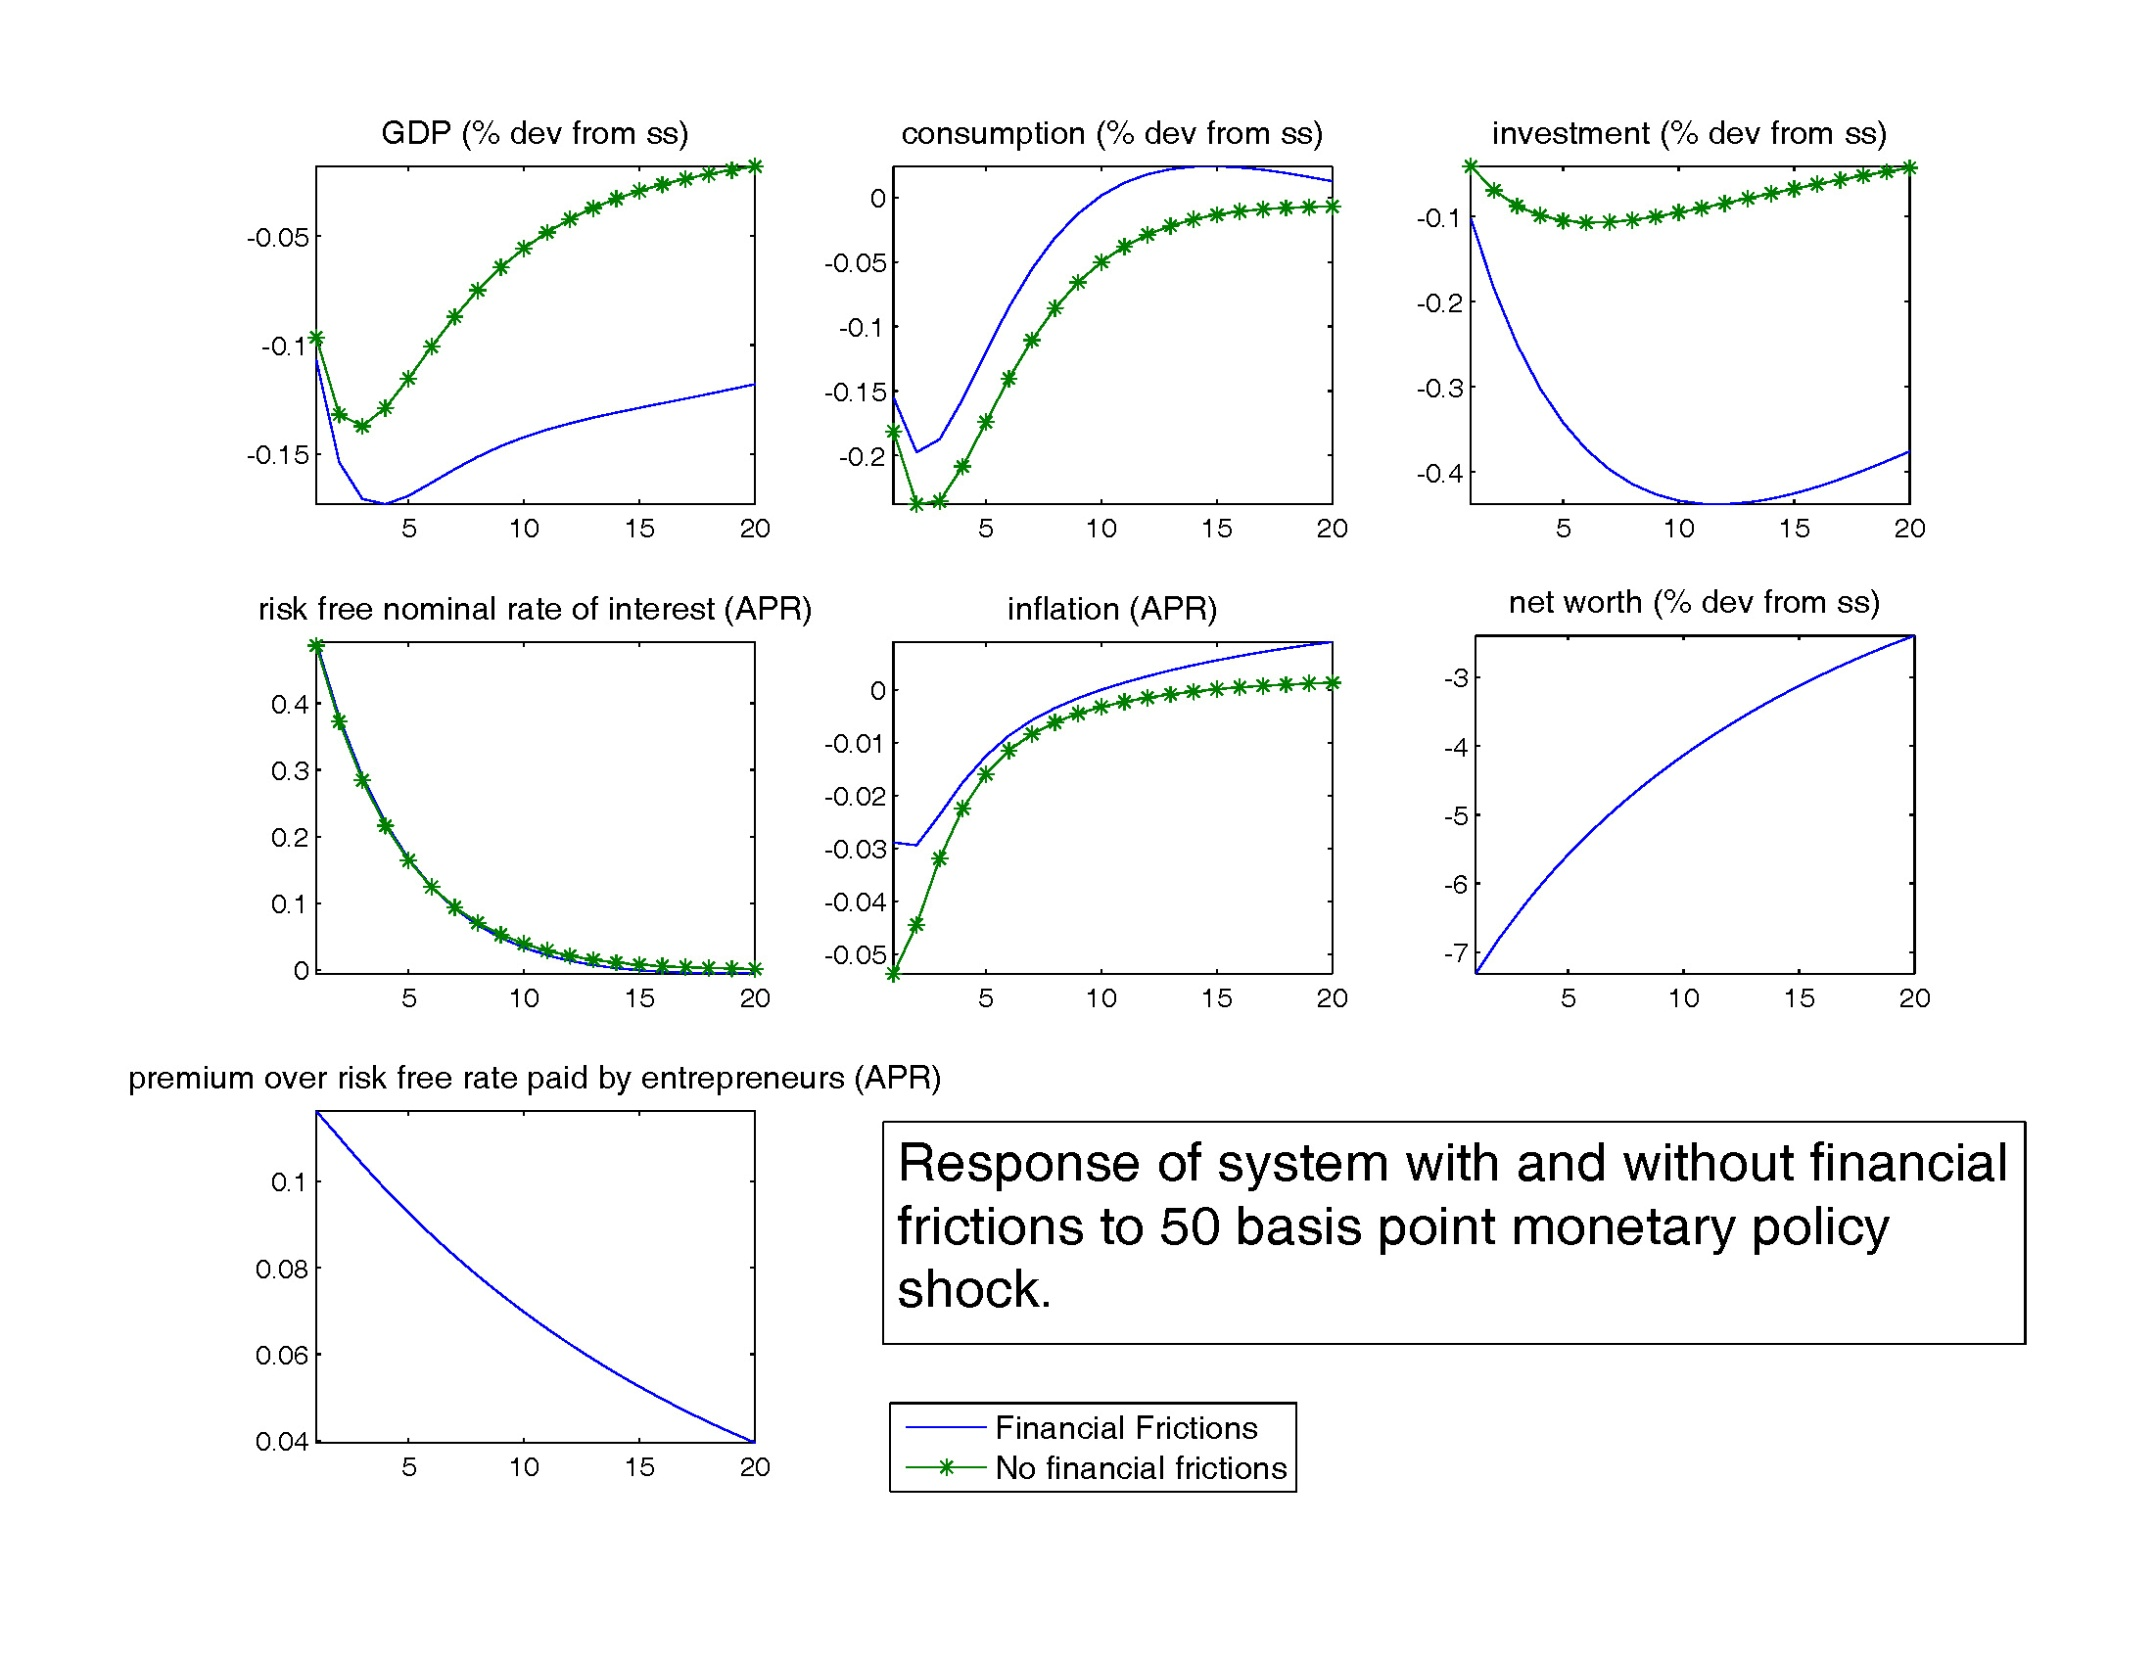 GDP (% dev from ss)
-0.05
-0.1
-0.15
5 10 15 20
consumption (% dev from ss)
0
-0.05
-0.1
-0.15
-0.2
5 10 15 20
investment (% dev from ss)
-0.1
-0.2
-0.3
-0.4
5 10 15 20
risk free nominal rate of interest (APR)
0.4
0.3
0.2
0.1
0
5 10 15 20
inflation (APR)
0
-0.01
-0.02
-0.03
-0.04
-0.05
5 10 15 20
net worth (% dev from ss)
-3
-4
-5
-6
-7
5 10 15 20
premium over risk free rate paid by entrepreneurs (APR)
0.1
0.08
0.06
0.04
5 10 15 20
Response of system with and without financial
frictions to 50 basis point monetary policy
shock.
Financial Frictions
No financial frictions